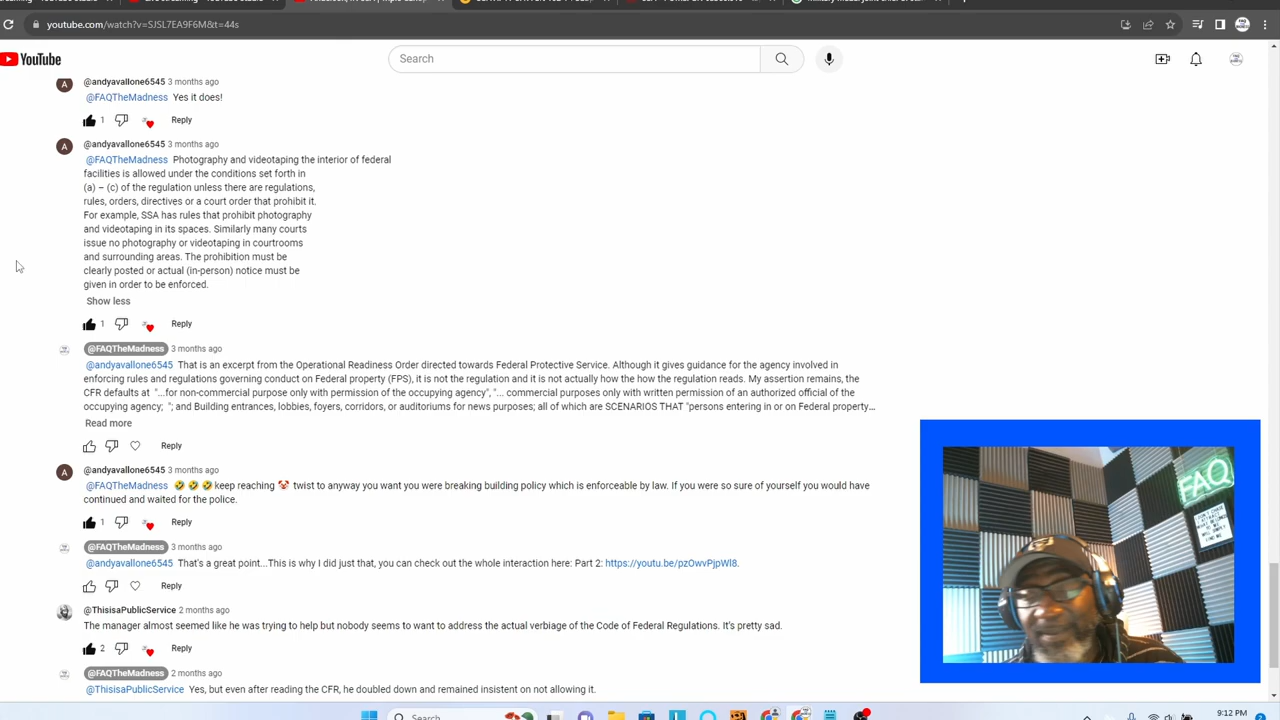 youtube.com/watch?v=SJSL7EA9F6M&t=44s
YouTube
Search
@andyavallone6545 3 months ago
@FAQTheMadness Yes it does!
1 Reply
@andyavallone6545 3 months ago
@FAQTheMadness Photography and videotaping the interior of federal
facilities is allowed under the conditions set forth in
(a) – (c) of the regulation unless there are regulations,
rules, orders, directives or a court order that prohibit it.
For example, SSA has rules that prohibit photography
and videotaping in its spaces. Similarly many courts
issue no photography or videotaping in courtrooms
and surrounding areas. The prohibition must be
clearly posted or actual (in-person) notice must be
given in order to be enforced.
Show less
1 Reply
@FAQTheMadness 3 months ago
@andyavallone6545 That is an excerpt from the Operational Readiness Order directed towards Federal Protective Service. Although it gives guidance for the agency involved in
enforcing rules and regulations governing conduct on Federal property (FPS), it is not the regulation and it is not actually how the how the regulation reads. My assertion remains, the
CFR defaults at "...for non-commercial purpose only with permission of the occupying agency", "... commercial purposes only with written permission of an authorized official of the
occupying agency; "; and Building entrances, lobbies, foyers, corridors, or auditoriums for news purposes; all of which are SCENARIOS THAT "persons entering in or on Federal property...
Read more
Reply
@andyavallone6545 3 months ago
@FAQTheMadness 🤣 🤣 🤣 keep reaching 🤡 twist to anyway you want you were breaking building policy which is enforceable by law. If you were so sure of yourself you would have
continued and waited for the police.
1 Reply
@FAQTheMadness 3 months ago
@andyavallone6545 That's a great point...This is why I did just that, you can check out the whole interaction here: Part 2: https://youtu.be/pzOwvPjpWl8.
Reply
@ThisisaPublicService 2 months ago
The manager almost seemed like he was trying to help but nobody seems to want to address the actual verbiage of the Code of Federal Regulations. It's pretty sad.
2 Reply
@FAQTheMadness 2 months ago
@ThisisaPublicService Yes, but even after reading the CFR, he doubled down and remained insistent on not allowing it.
FAQ
Search
9:12 PM